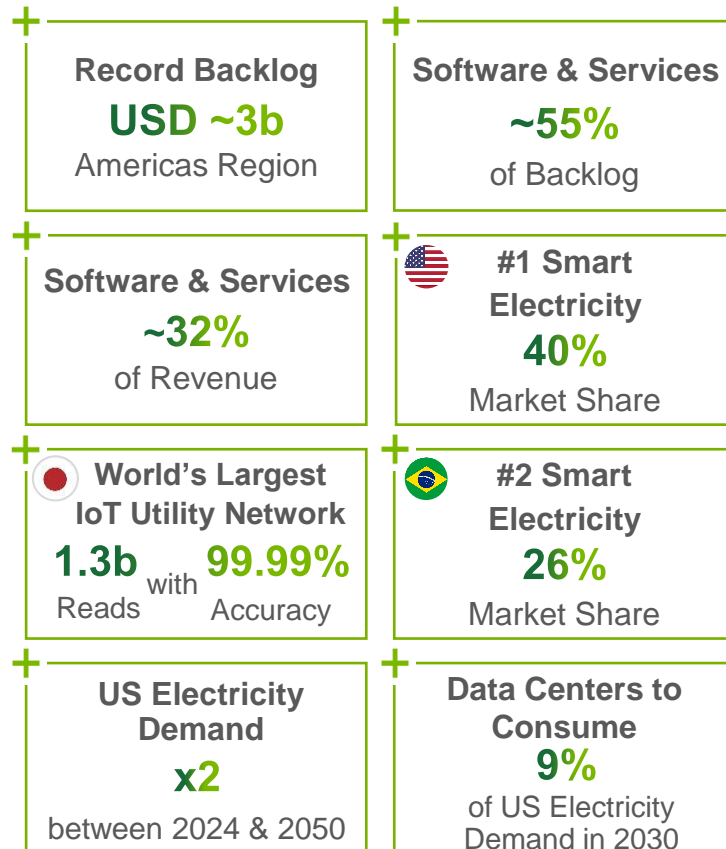 Record Backlog
USD ~3b
Americas Region
Software & Services
~55%
of Backlog
Software & Services
~32%
of Revenue
#1 Smart
Electricity
40%
Market Share
World's Largest
IoT Utility Network
1.3b
Reads
with
99.99%
Accuracy
#2 Smart
Electricity
26%
Market Share
US Electricity
Demand
x2
between 2024 & 2050
Data Centers to
Consume
9%
of US Electricity
Demand in 2030